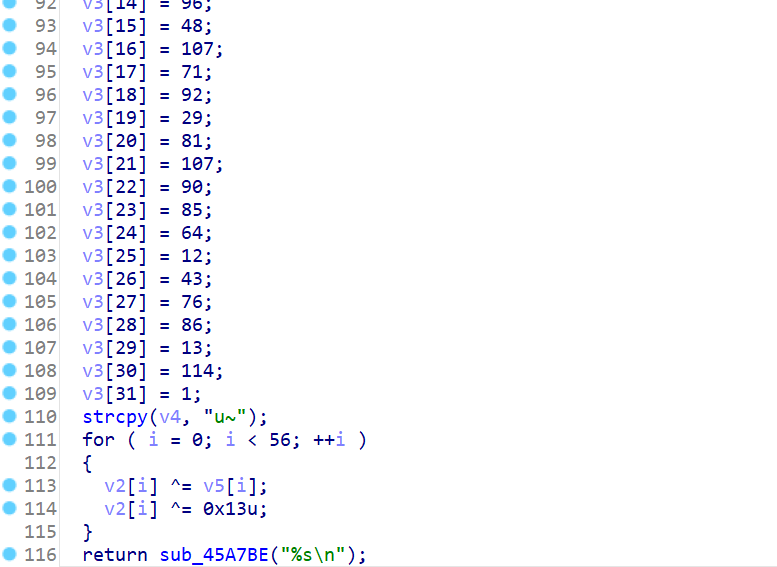 92 v3[14] = 96;
93 v3[15] = 48;
94 v3[16] = 107;
95 v3[17] = 71;
96 v3[18] = 92;
97 v3[19] = 29;
98 v3[20] = 81;
99 v3[21] = 107;
100 v3[22] = 90;
101 v3[23] = 85;
102 v3[24] = 64;
103 v3[25] = 12;
104 v3[26] = 43;
105 v3[27] = 76;
106 v3[28] = 86;
107 v3[29] = 13;
108 v3[30] = 114;
109 v3[31] = 1;
110 strcpy(v4, "u~");
111 for ( i = 0; i < 56; ++i )
112 {
113 v2[i] ^= v5[i];
114 v2[i] ^= 0x13u;
115 }
116 return sub_45A7BE("%s\n");